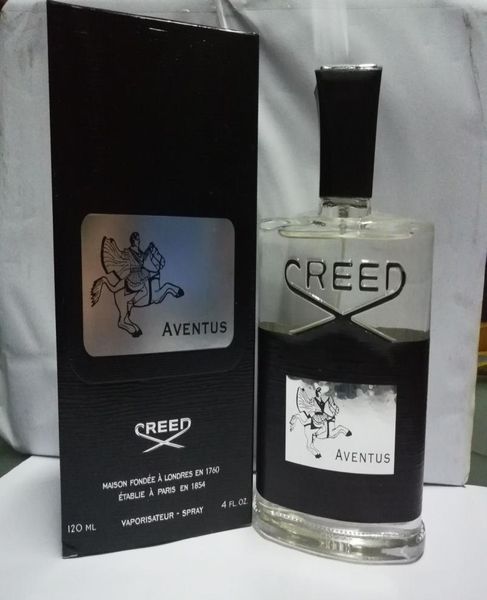 AVENTUS
CREED
MAISON FONDÉE À LONDRES EN 1760
ÉTABLIE À PARIS EN 1854
120 ML
VAPORISATEUR - SPRAY
4 FL. OZ.
CREED
AVENTUS